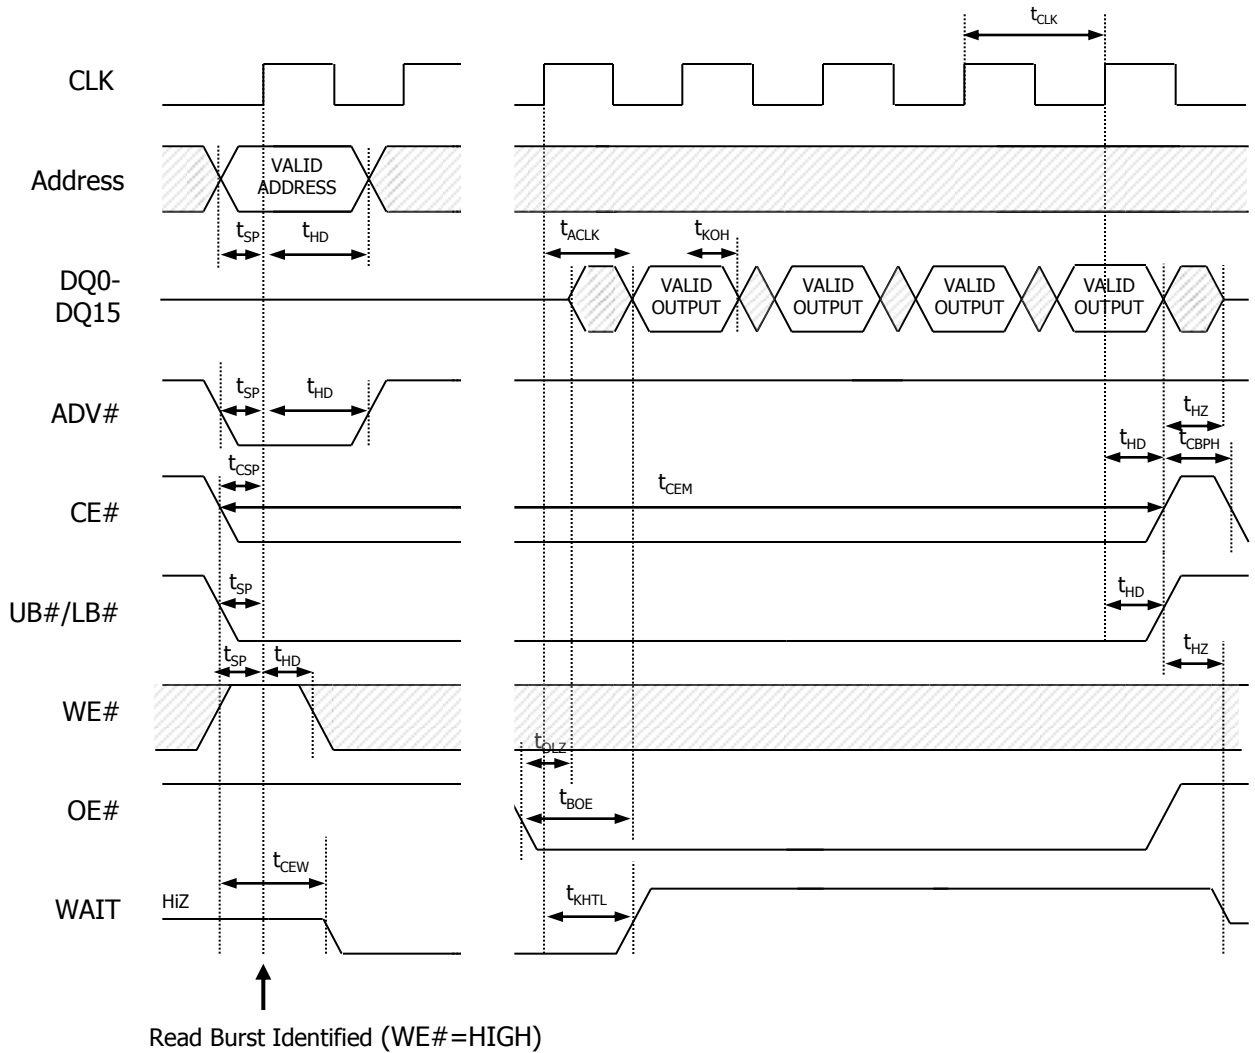 tCLK
CLK
Address
VALID
ADDRESS
tSP
tHD
tACLK
tKOH
DQ0-
DQ15
VALID
OUTPUT
VALID
OUTPUT
VALID
OUTPUT
VALID
OUTPUT
ADV#
tSP
tHD
tHZ
tHD
tCBPH
tCSP
CE#
tCEM
UB#/LB#
tSP
tHD
tSP
tHD
tHZ
WE#
tOLZ
OE#
tBOE
tCEW
WAIT
HiZ
tKHTL
Read Burst Identified (WE#=HIGH)